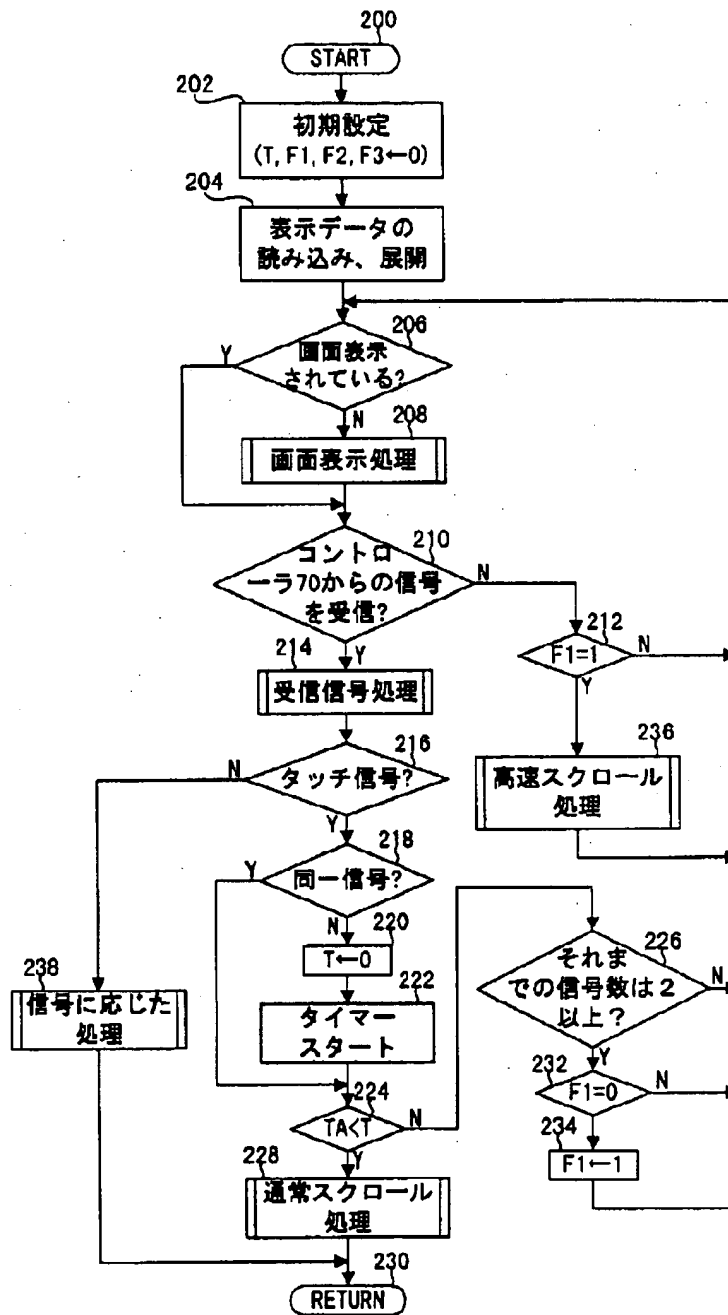 200
START
202
初期設定
(T, F1, F2, F3←0)
204
表示データの
読み込み、展開
206
Y
画面表示
されている?
N
208
画面表示処理
210
コントロ
ーラ70からの信号
を受信?
N
212
F1=1
N
Y
Y
214
受信信号処理
236
高速スクロール
処理
216
N
タッチ信号?
Y
218
Y
同一信号?
N
220
T←0
222
タイマー
スタート
226
それま
での信号数は2
以上?
N
Y
238
信号に応じた
処理
224
TA<T
N
Y
232
F1=0
N
234
F1←1
228
通常スクロール
処理
230
RETURN